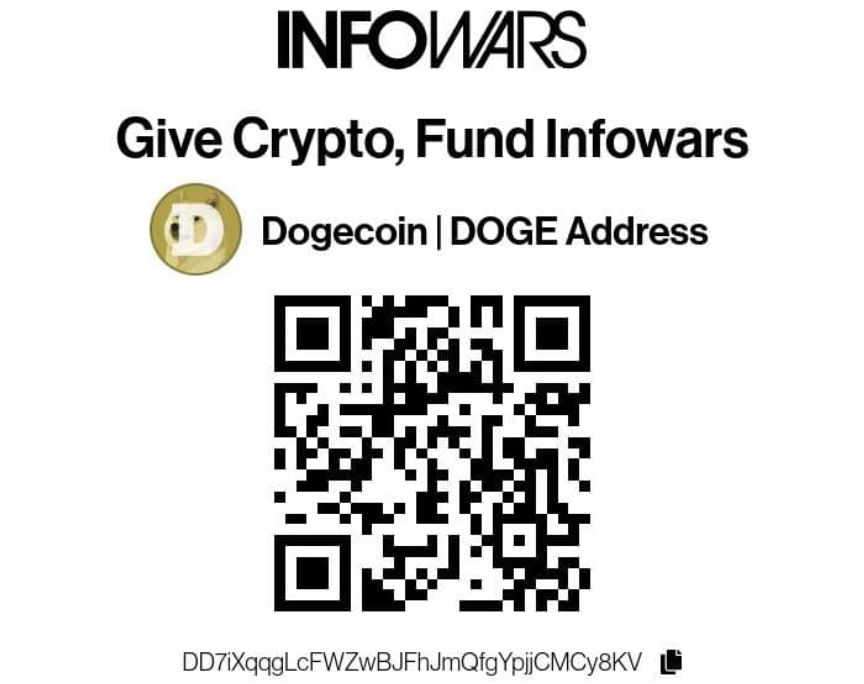 INFOWARS
Give Crypto, Fund Infowars
Dogecoin | DOGE Address
DD7iXqqgLcFWZwBJFhJmQfgYpjjCMCy8KV